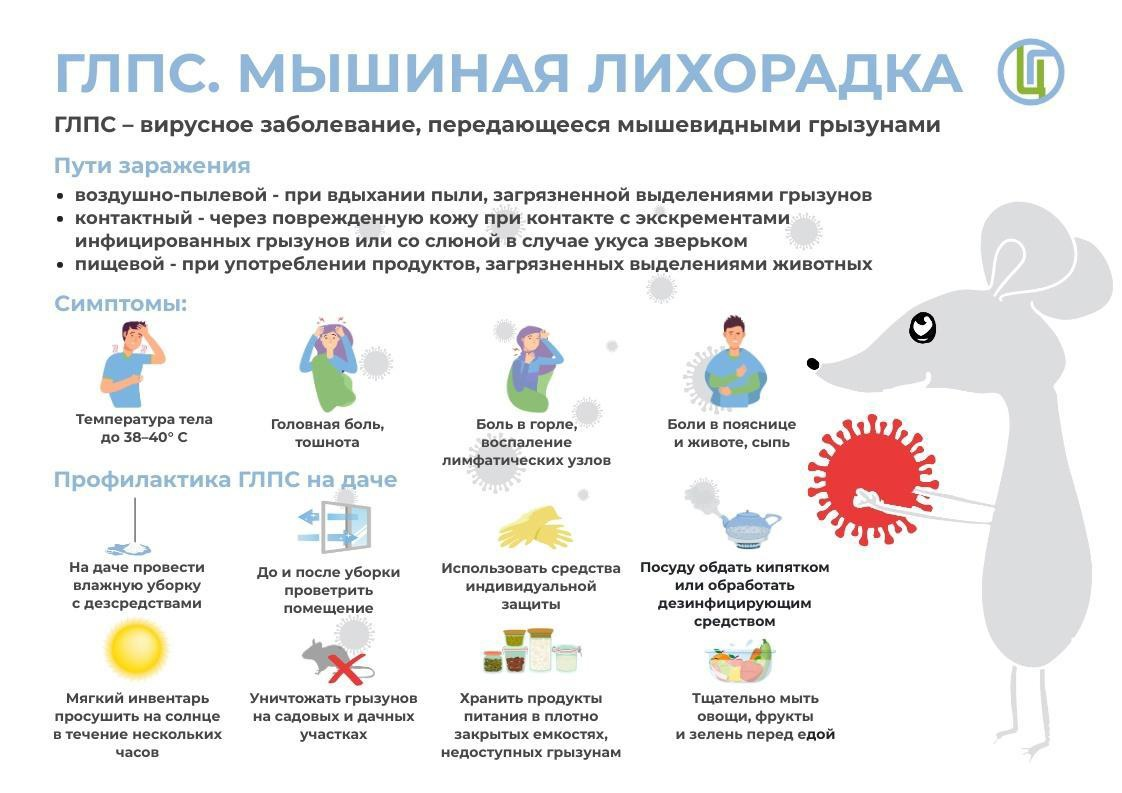 ГЛПС. МЫШИНАЯ ЛИХОРАДКА
ГЛПС – вирусное заболевание, передающееся мышевидными грызунами
Пути заражения
• воздушно-пылевой - при вдыхании пыли, загрязненной выделениями грызунов
• контактный - через поврежденную кожу при контакте с экскрементами
инфицированных грызунов или со слюной в случае укуса зверьком
• пищевой - при употреблении продуктов, загрязненных выделениями животных
Симптомы:
Температура тела
до 38–40° С
Головная боль,
тошнота
Боль в горле,
воспаление
лимфатических узлов
Боли в пояснице
и животе, сыпь
Профилактика ГЛПС на даче
На даче провести
влажную уборку
с дезсредствами
До и после уборки
проветрить
помещение
Использовать средства
индивидуальной
защиты
Посуду обдать кипятком
или обработать
дезинфицирующим
средством
Мягкий инвентарь
просушить на солнце
в течение нескольких
часов
Уничтожать грызунов
на садовых и дачных
участках
Хранить продукты
питания в плотно
закрытых емкостях,
недоступных грызунам
Тщательно мыть
овощи, фрукты
и зелень перед едой